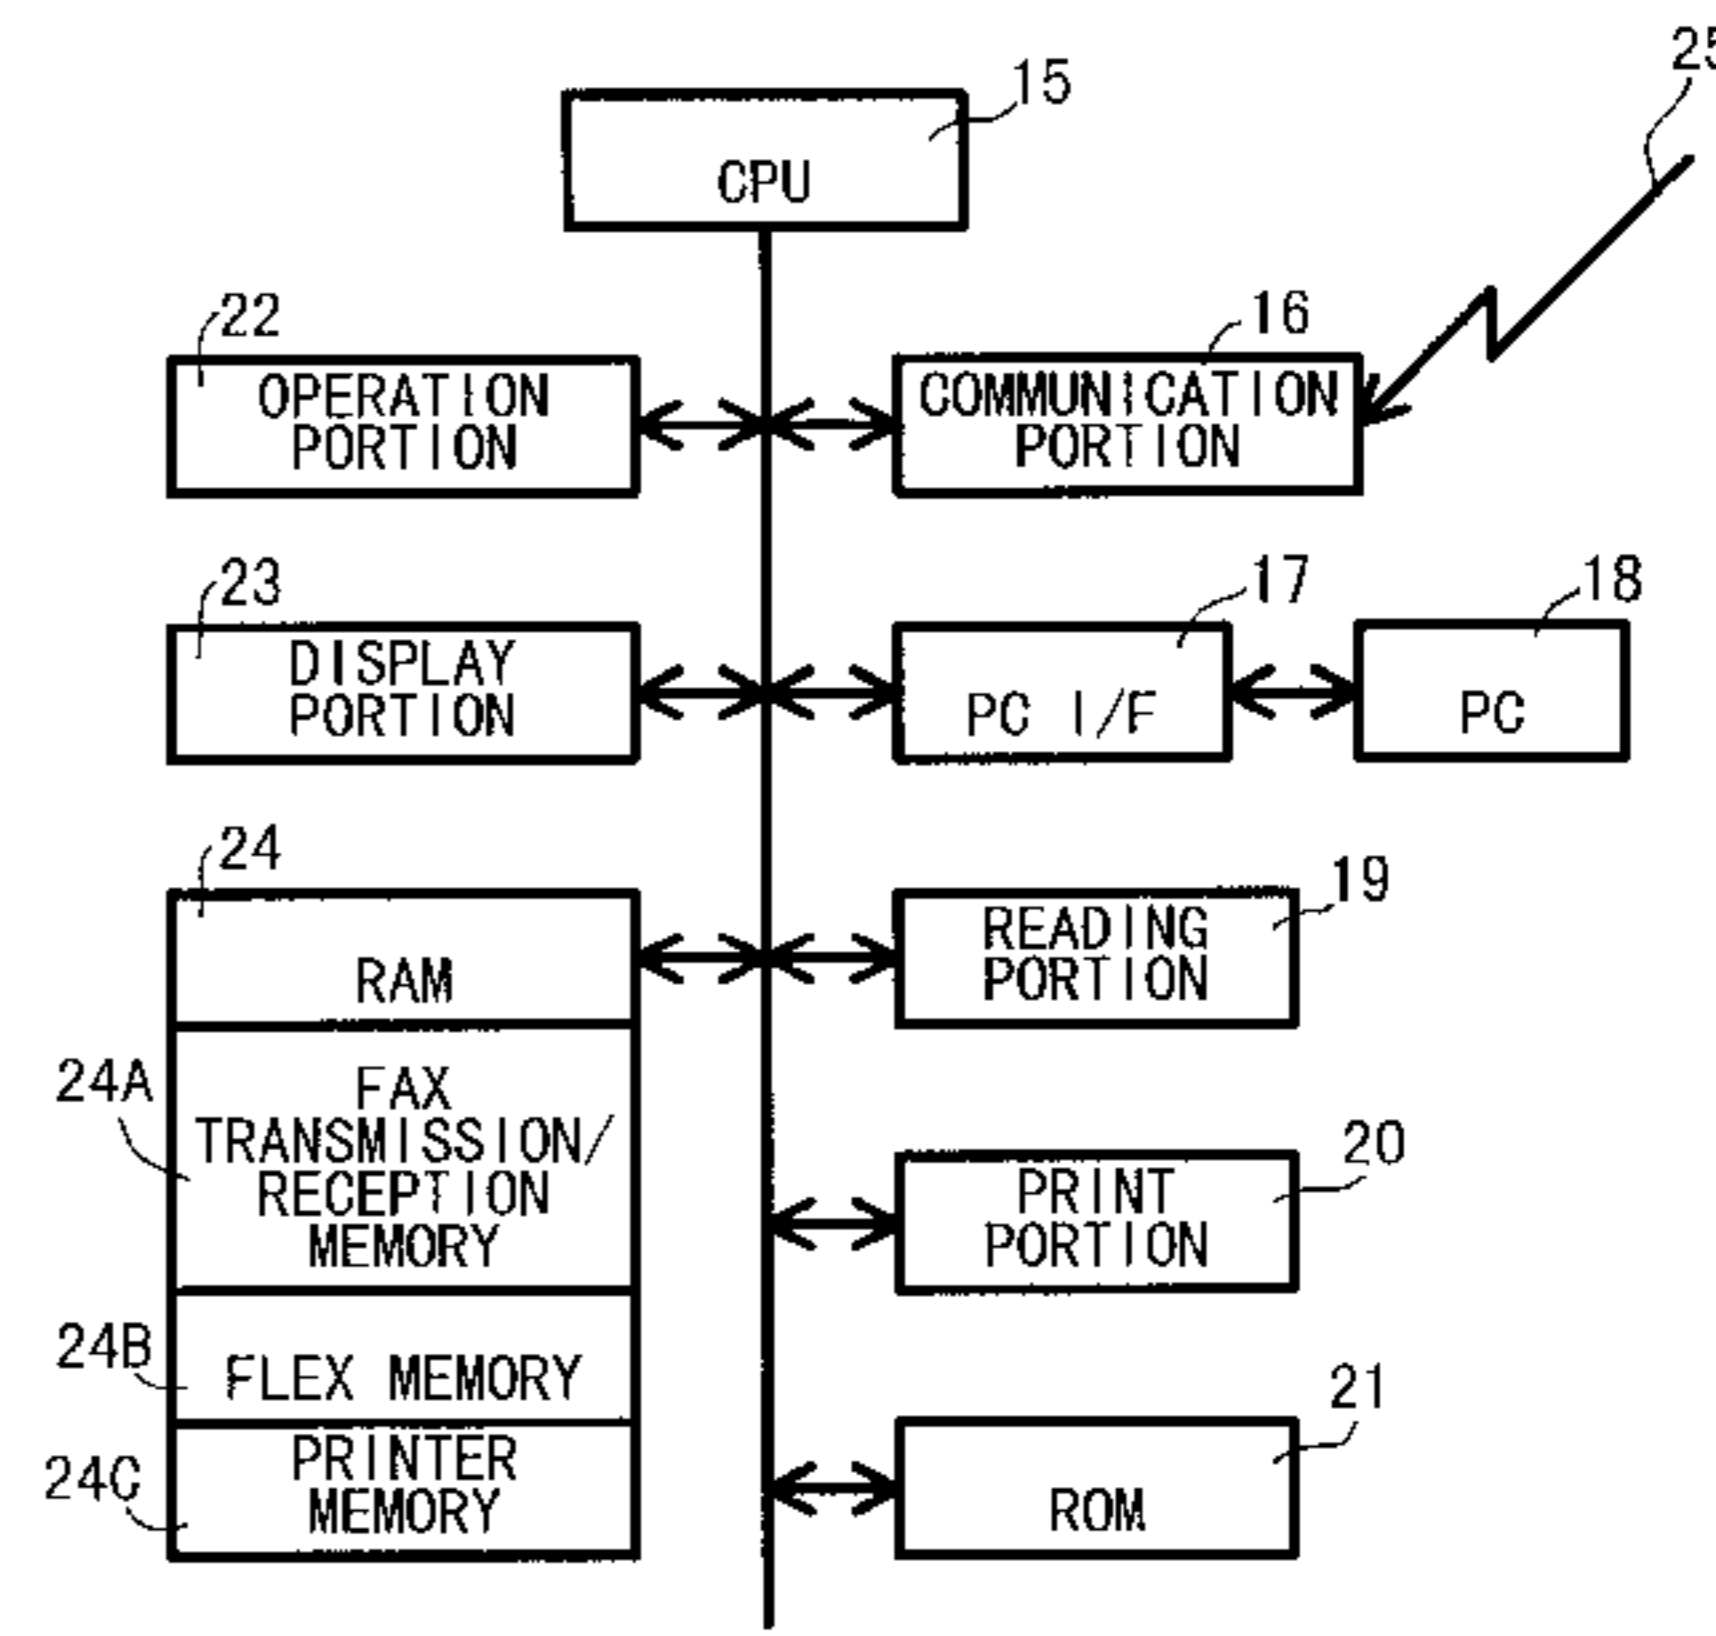 15
25
CPU
22
16
OPERATION
PORTION
COMMUNICATION
PORTION
23
17
18
DISPLAY
PORTION
PC I/F
PC
24
19
RAM
READING
PORTION
24A
FAX
TRANSMISSION/
RECEPTION
MEMORY
20
PRINT
PORTION
24B
FLEX MEMORY
21
24C
PRINTER
MEMORY
ROM